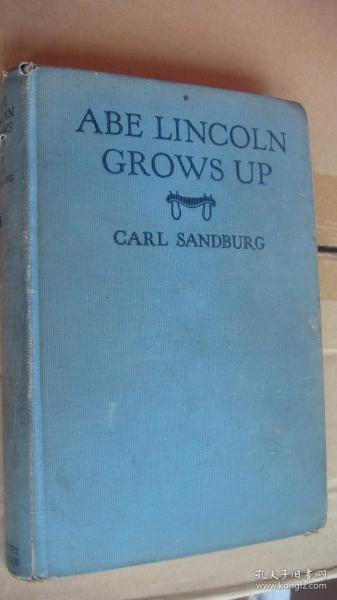 ABE LINCOLN
GROWS UP
CARL SANDBURG
孔夫子旧书网